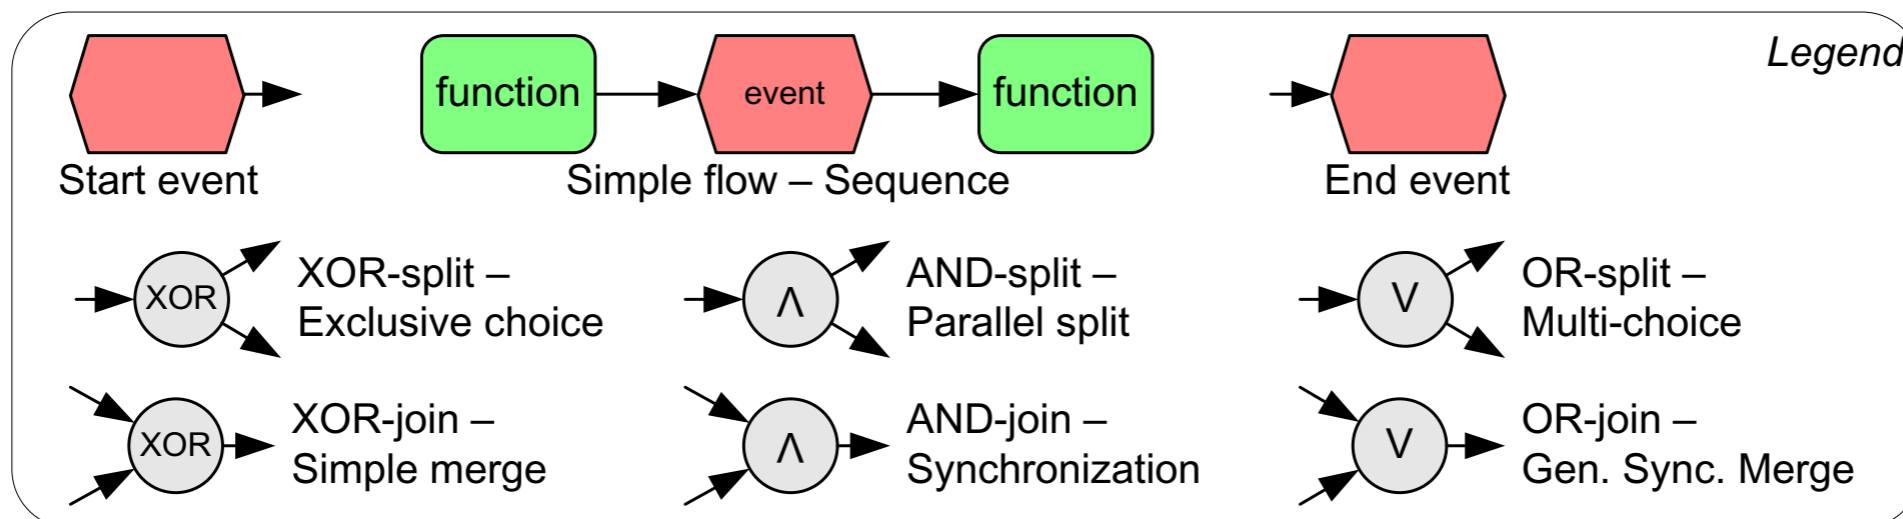 Legend
function
event
function
Start event
Simple flow – Sequence
End event
XOR
XOR-split –
Exclusive choice
Λ
AND-split –
Parallel split
V
OR-split –
Multi-choice
XOR
XOR-join –
Simple merge
Λ
AND-join –
Synchronization
V
OR-join –
Gen. Sync. Merge